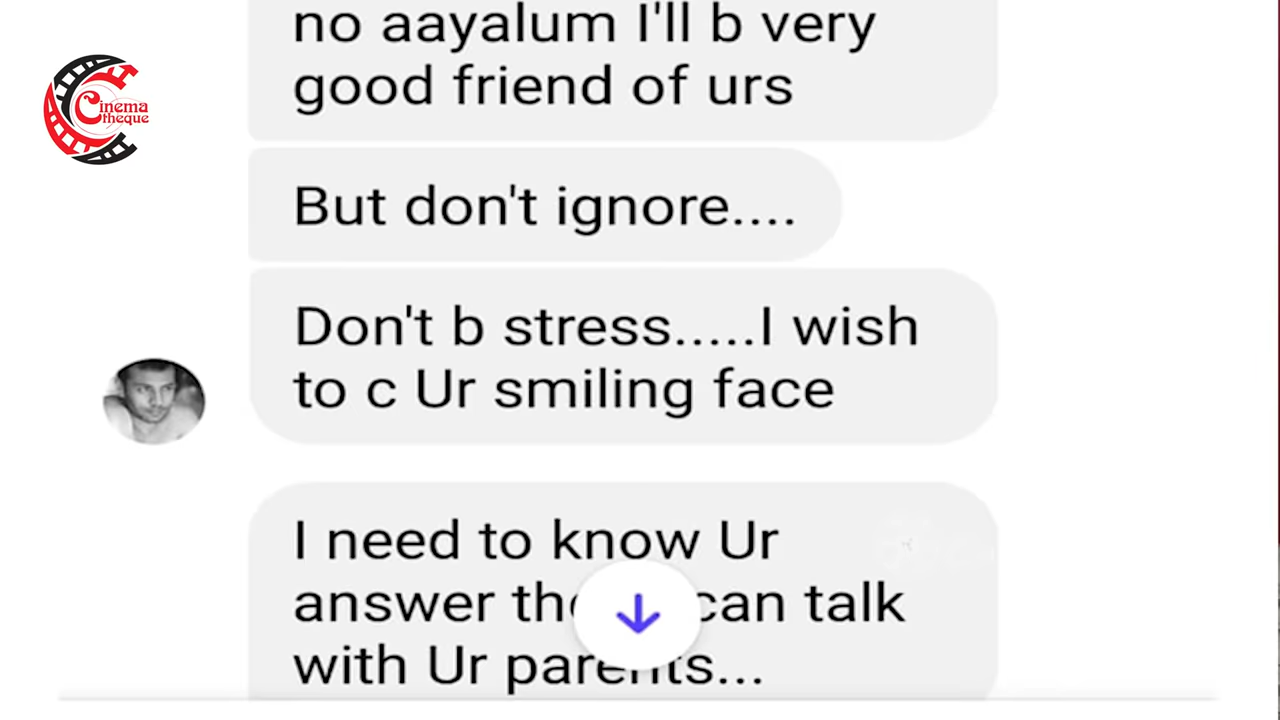 Cinema
theque
no aayalum I'll b very
good friend of urs
But don't ignore....
Don't b stress.....I wish
to c Ur smiling face
I need to know Ur
answer can talk
with Ur parents...